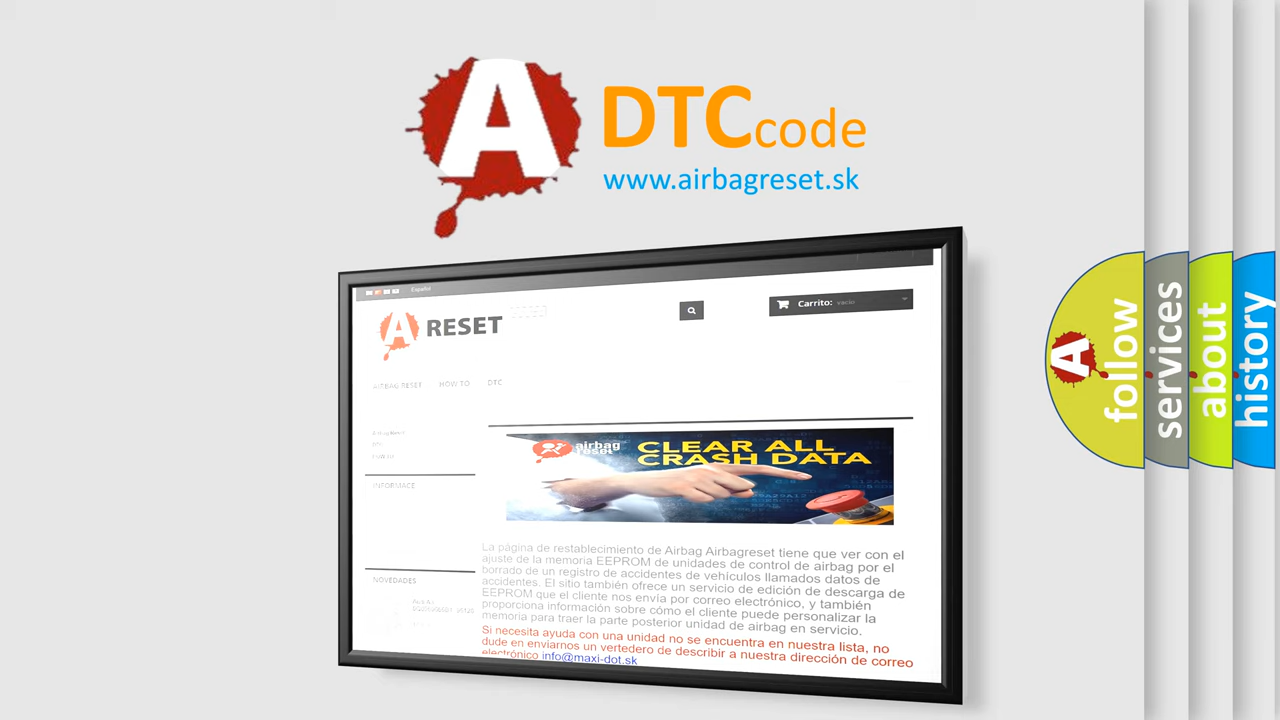 A
DTCcode
www.airbagreset.sk
Español
A RESET
Carrito: vacío
AIRBAG RESET HOW TO DTC
INFORMACE
NOVEDADES
airbag
reset
CLEAR ALL
CRASH DATA
La página de restablecimiento de Airbag Airbagreset tiene que ver con el
ajuste de la memoria EEPROM de unidades de control de airbag por el
borrado de un registro de accidentes de vehículos llamados datos de
accidentes. El sitio también ofrece un servicio de edición de descarga de
EEPROM que el cliente nos envía por correo electrónico, y también
proporciona información sobre cómo el cliente puede personalizar la
memoria para traer la parte posterior unidad de airbag en servicio.
Si necesita ayuda con una unidad no se encuentra en nuestra lista, no
dude en enviarnos un vertedero de describir a nuestra dirección de correo
electrónico info@maxi-dot.sk
A
follow
services
about
history